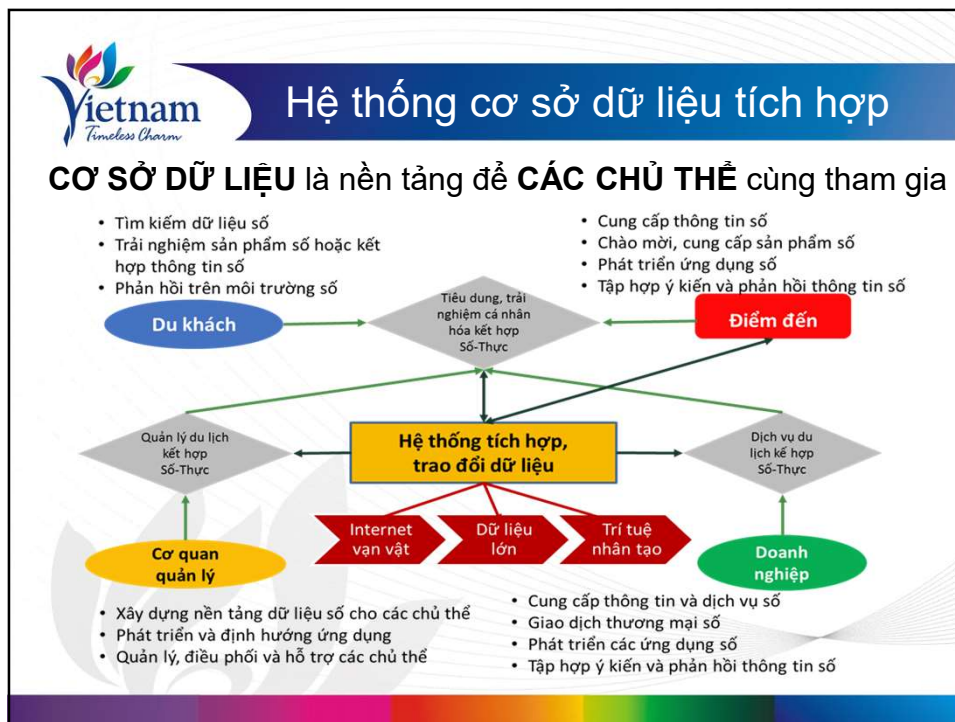 Vietnam
Timeless Charm
Hệ thống cơ sở dữ liệu tích hợp
CƠ SỞ DỮ LIỆU là nền tảng để CÁC CHỦ THỂ cùng tham gia
• Tìm kiếm dữ liệu số
• Trải nghiệm sản phẩm số hoặc kết
hợp thông tin số
• Phản hồi trên môi trường số
• Cung cấp thông tin số
• Chào mời, cung cấp sản phẩm số
• Phát triển ứng dụng số
• Tập hợp ý kiến và phản hồi thông tin số
Du khách
Tiêu dung, trải
nghiệm cá nhân
hóa kết hợp
Số-Thực
Điểm đến
Quản lý du lịch
kết hợp
Số-Thực
Hệ thống tích hợp,
trao đổi dữ liệu
Dịch vụ du
lịch kế hợp
Số-Thực
Internet
vạn vật
Dữ liệu
lớn
Trí tuệ
nhân tạo
Cơ quan
quản lý
Doanh
nghiệp
• Xây dựng nền tảng dữ liệu số cho các chủ thể
• Phát triển và định hướng ứng dụng
• Quản lý, điều phối và hỗ trợ các chủ thể
• Cung cấp thông tin và dịch vụ số
• Giao dịch thương mại số
• Phát triển các ứng dụng số
• Tập hợp ý kiến và phản hồi thông tin số